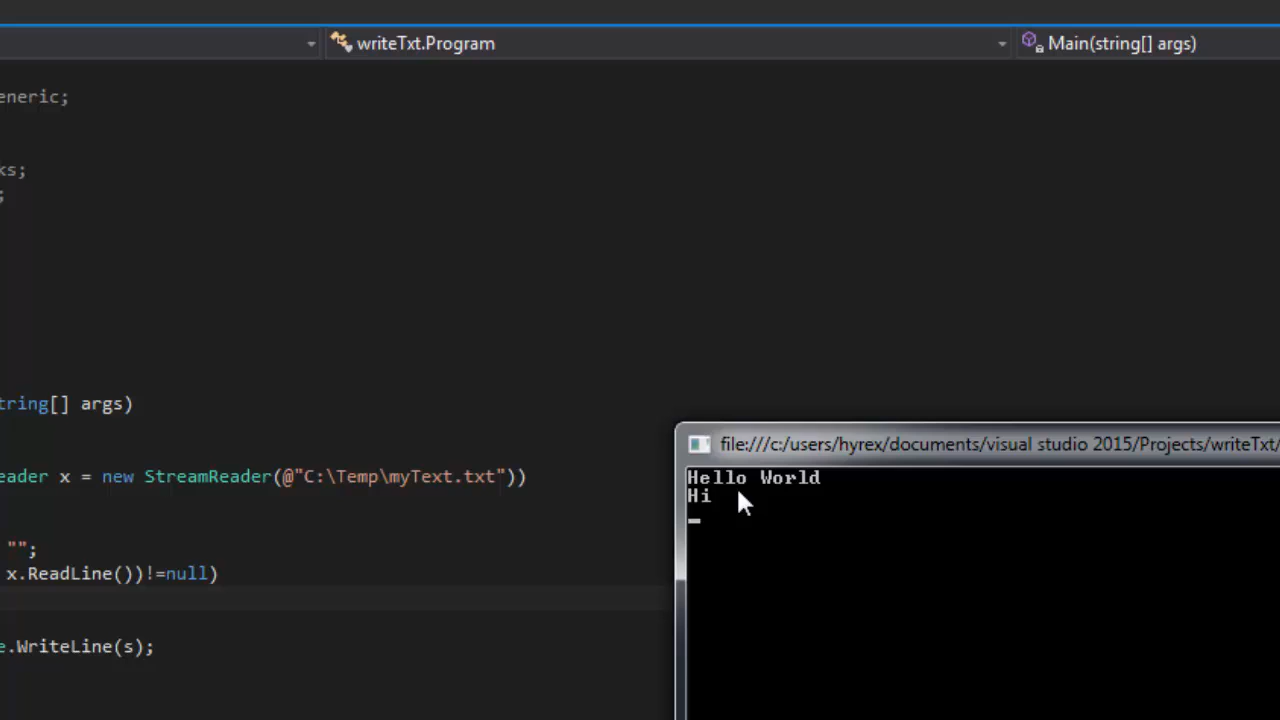 writeTxt.Program
Main(string[] args)
eneric;
ks;
;
tring[] args)
eader x = new StreamReader(@"C:\Temp\myText.txt"))
"";
x.ReadLine())!=null)
e.WriteLine(s);
file:///c:/users/hyrex/documents/visual studio 2015/Projects/writeTxt/
Hello World
Hi